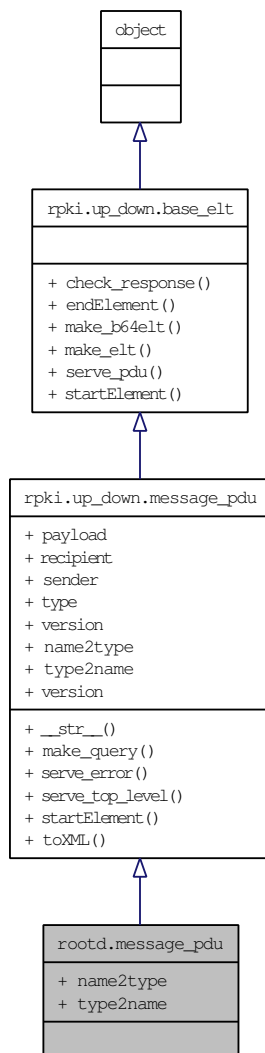 object
rpki.up_down.base_elt
+ check_response()
+ endElement()
+ make_b64elt()
+ make_elt()
+ serve_pdu()
+ startElement()
rpki.up_down.message_pdu
+ payload
+ recipient
+ sender
+ type
+ version
+ name2type
+ type2name
+ version
+ __str__()
+ make_query()
+ serve_error()
+ serve_top_level()
+ startElement()
+ toXML()
rootd.message_pdu
+ name2type
+ type2name